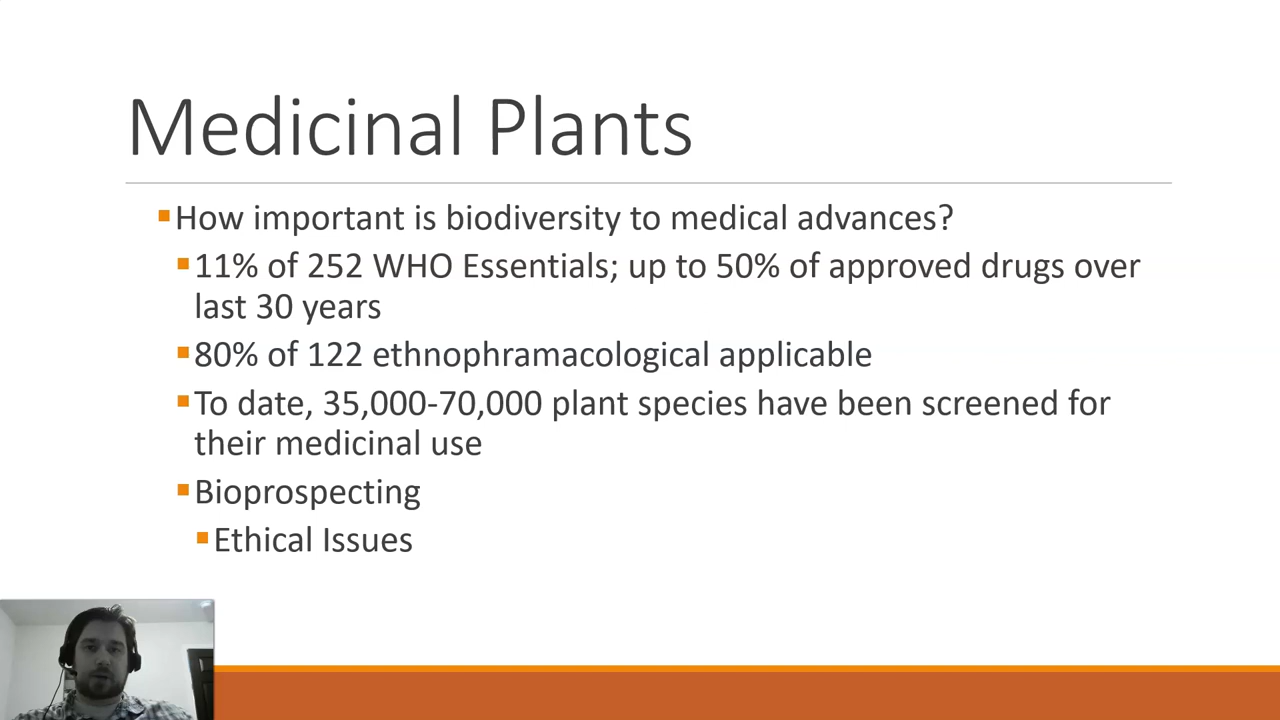 Medicinal Plants
How important is biodiversity to medical advances?
11% of 252 WHO Essentials; up to 50% of approved drugs over
last 30 years
80% of 122 ethnophramacological applicable
To date, 35,000-70,000 plant species have been screened for
their medicinal use
Bioprospecting
Ethical Issues